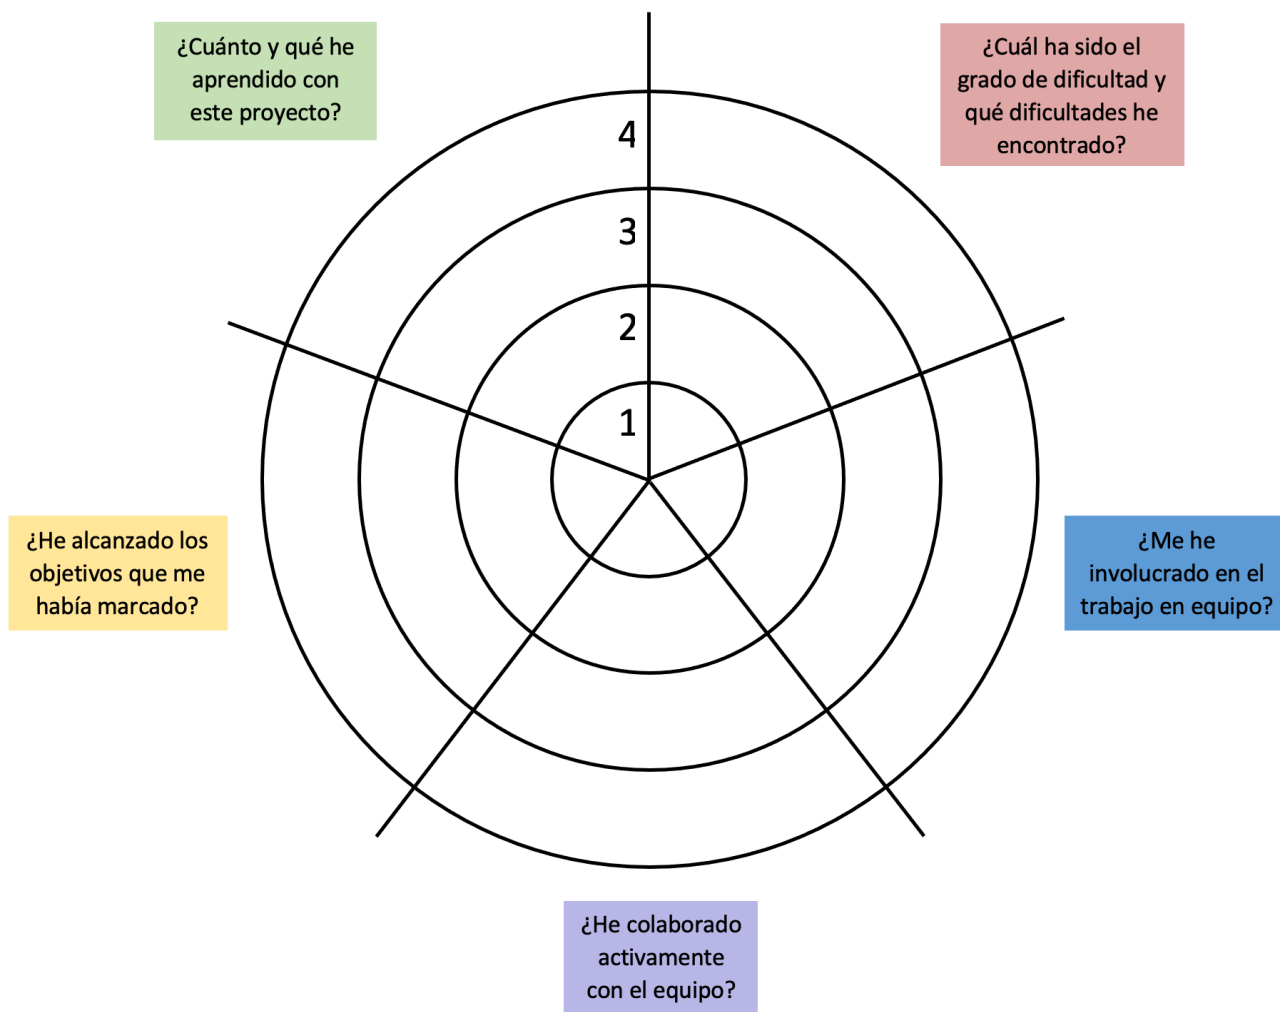 ¿Cuánto y qué he
aprendido con
este proyecto?
¿Cuál ha sido el
grado de dificultad y
qué dificultades he
encontrado?
4
3
2
1
¿He alcanzado los
objetivos que me
había marcado?
¿Me he
involucrado en el
trabajo en equipo?
¿He colaborado
activamente
con el equipo?